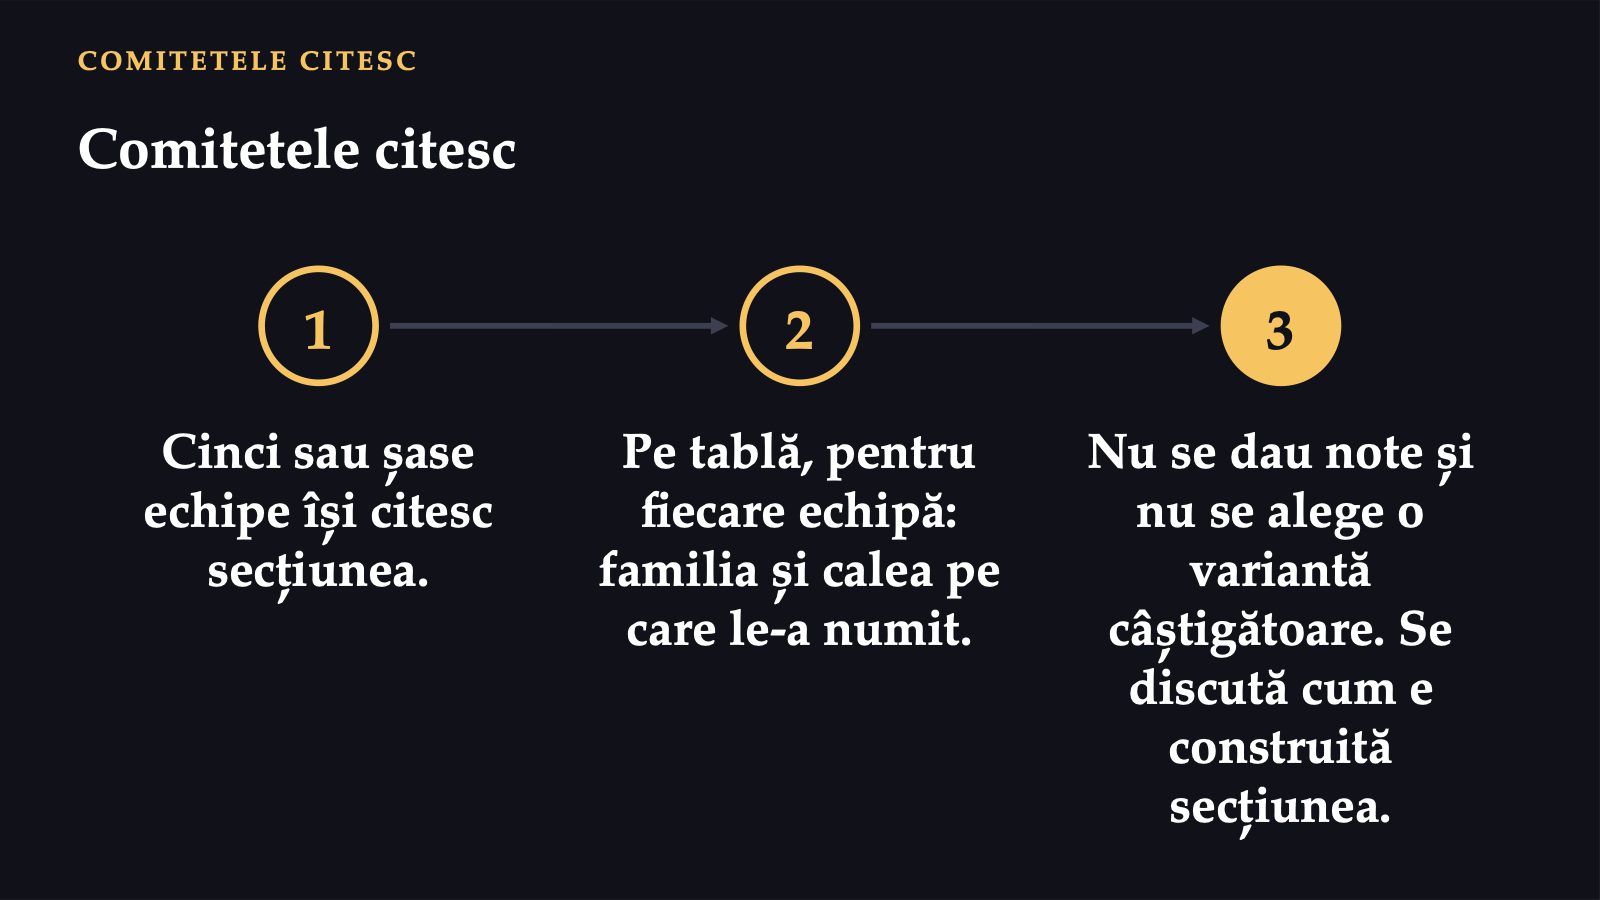 COMITETELE CITESC
Comitetele citesc
1
2
3
Cinci sau șase
echipe își citesc
secțiunea.
Pe tablă, pentru
fiecare echipă:
familia și calea pe
care le-a numit.
Nu se dau note și
nu se alege o
variantă
câștigătoare. Se
discută cum e
construită
secțiunea.